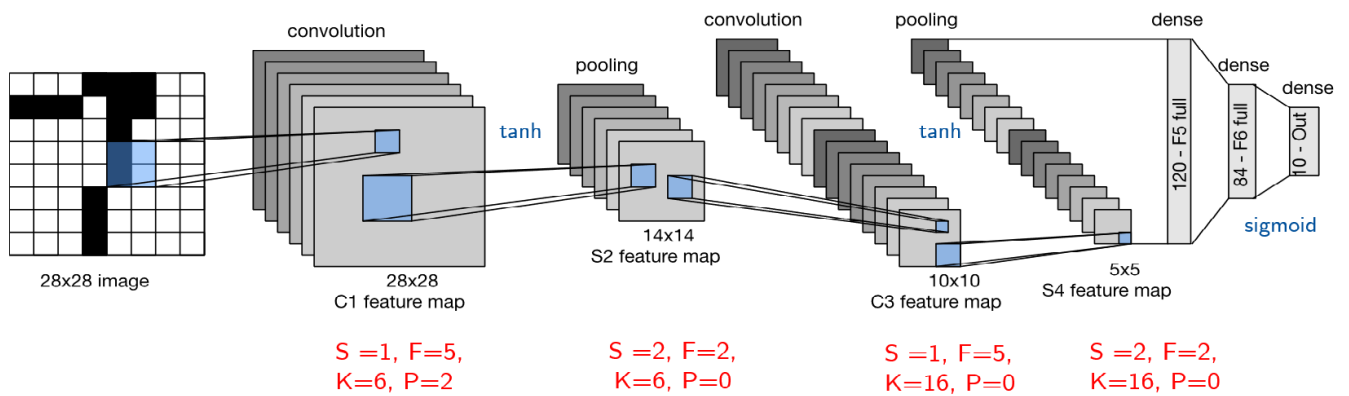 convolution
pooling
convolution
pooling
dense
dense
dense
tanh
tanh
120 - F5 full
84 - F6 full
10 - Out
sigmoid
28x28 image
28x28
C1 feature map
14x14
S2 feature map
10x10
C3 feature map
5x5
S4 feature map
S =1, F=5,
K=6, P=2
S =2, F=2,
K=6, P=0
S =1, F=5,
K=16, P=0
S =2, F=2,
K=16, P=0